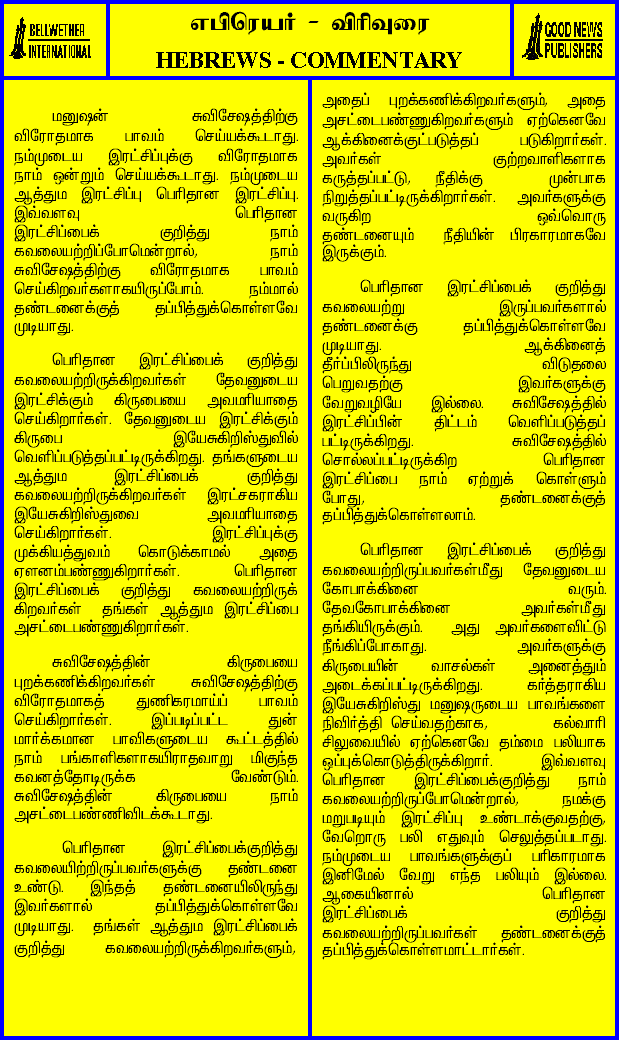 BELLWETHER
INTERNATIONAL
எபிரெயர் - விரிவுரை
HEBREWS - COMMENTARY
GOOD NEWS
PUBLISHERS
மனுஷன் சுவிசேஷத்திற்கு
விரோதமாக பாவம் செய்யக்கூடாது.
நம்முடைய இரட்சிப்புக்கு விரோதமாக
நாம் ஒன்றும் செய்யக்கூடாது. நம்முடைய
ஆத்தும இரட்சிப்பு பெரிதான இரட்சிப்பு.
இவ்வளவு பெரிதான
இரட்சிப்பைக் குறித்து நாம்
கவலையற்றிப்போமென்றால், நாம்
சுவிசேஷத்திற்கு விரோதமாக பாவம்
செய்கிறவர்களாகயிருப்போம். நம்மால்
தண்டனைக்குத் தப்பித்துக்கொள்ளவே
முடியாது.
பெரிதான இரட்சிப்பைக் குறித்து
கவலையற்றிருக்கிறவர்கள் தேவனுடைய
இரட்சிக்கும் கிருபையை அவமரியாதை
செய்கிறார்கள். தேவனுடைய இரட்சிக்கும்
கிருபை இயேசுகிறிஸ்துவில்
வெளிப்படுத்தப்பட்டிருக்கிறது. தங்களுடைய
ஆத்தும இரட்சிப்பைக் குறித்து
கவலையற்றிருக்கிறவர்கள் இரட்சகராகிய
இயேசுகிறிஸ்துவை அவமரியாதை
செய்கிறார்கள். இரட்சிப்புக்கு
முக்கியத்துவம் கொடுக்காமல் அதை
ஏளனம்பண்ணுகிறார்கள். பெரிதான
இரட்சிப்பைக் குறித்து கவலையற்றிருக்
கிறவர்கள் தங்கள் ஆத்தும இரட்சிப்பை
அசட்டைபண்ணுகிறார்கள்.
சுவிசேஷத்தின் கிருபையை
புறக்கணிக்கிறவர்கள் சுவிசேஷத்திற்கு
விரோதமாகத் துணிகரமாய்ப் பாவம்
செய்கிறார்கள். இப்படிப்பட்ட துன்
மார்க்கமான பாவிகளுடைய கூட்டத்தில்
நாம் பங்காளிகளாகயிராதவாறு மிகுந்த
கவனத்தோடிருக்க வேண்டும்.
சுவிசேஷத்தின் கிருபையை நாம்
அசட்டைபண்ணிவிடக்கூடாது.
பெரிதான இரட்சிப்பைக்குறித்து
கவலையிற்றிருப்பவர்களுக்கு தண்டனை
உண்டு. இந்தத் தண்டனையிலிருந்து
இவர்களால் தப்பித்துக்கொள்ளவே
முடியாது. தங்கள் ஆத்தும இரட்சிப்பைக்
குறித்து கவலையற்றிருக்கிறவர்களும்,
அதைப் புறக்கணிக்கிறவர்களும், அதை
அசட்டைபண்ணுகிறவர்களும் ஏற்கெனவே
ஆக்கினைக்குட்படுத்தப் படுகிறார்கள்.
அவர்கள் குற்றவாளிகளாக
கருத்தப்பட்டு, நீதிக்கு முன்பாக
நிறுத்தப்பட்டிருக்கிறார்கள். அவர்களுக்கு
வருகிற ஒவ்வொரு
தண்டனையும் நீதியின் பிரகாரமாகவே
இருக்கும்.
பெரிதான இரட்சிப்பைக் குறித்து
கவலையற்று இருப்பவர்களால்
தண்டனைக்கு தப்பித்துக்கொள்ளவே
முடியாது. ஆக்கினைத்
தீர்ப்பிலிருந்து விடுதலை
பெறுவதற்கு இவர்களுக்கு
வேறுவழியே இல்லை. சுவிசேஷத்தில்
இரட்சிப்பின் திட்டம் வெளிப்படுத்தப்
பட்டிருக்கிறது. சுவிசேஷத்தில்
சொல்லப்பட்டிருக்கிற பெரிதான
இரட்சிப்பை நாம் ஏற்றுக் கொள்ளும்
போது, தண்டனைக்குத்
தப்பித்துக்கொள்ளலாம்.
பெரிதான இரட்சிப்பைக் குறித்து
கவலையற்றிருப்பவர்கள்மீது தேவனுடைய
கோபாக்கினை வரும்.
தேவகோபாக்கினை அவர்கள்மீது
தங்கியிருக்கும். அது அவர்களைவிட்டு
நீங்கிப்போகாது. அவர்களுக்கு
கிருபையின் வாசல்கள் அனைத்தும்
அடைக்கப்பட்டிருக்கிறது. கர்த்தராகிய
இயேசுகிறிஸ்து மனுஷருடைய பாவங்களை
நிவிர்த்தி செய்வதற்காக, கல்வாரி
சிலுவையில் ஏற்கெனவே தம்மை பலியாக
ஒப்புக்கொடுத்திருக்கிறார். இவ்வளவு
பெரிதான இரட்சிப்பைக்குறித்து நாம்
கவலையற்றிருப்போமென்றால், நமக்கு
மறுபடியும் இரட்சிப்பு உண்டாக்குவதற்கு,
வேறொரு பலி எதுவும் செலுத்தப்படாது.
நம்முடைய பாவங்களுக்குப் பரிகாரமாக
இனிமேல் வேறு எந்த பலியும் இல்லை.
ஆகையினால் பெரிதான
இரட்சிப்பைக் குறித்து
கவலையற்றிருப்பவர்கள் தண்டனைக்குத்
தப்பித்துக்கொள்ளமாட்டார்கள்.